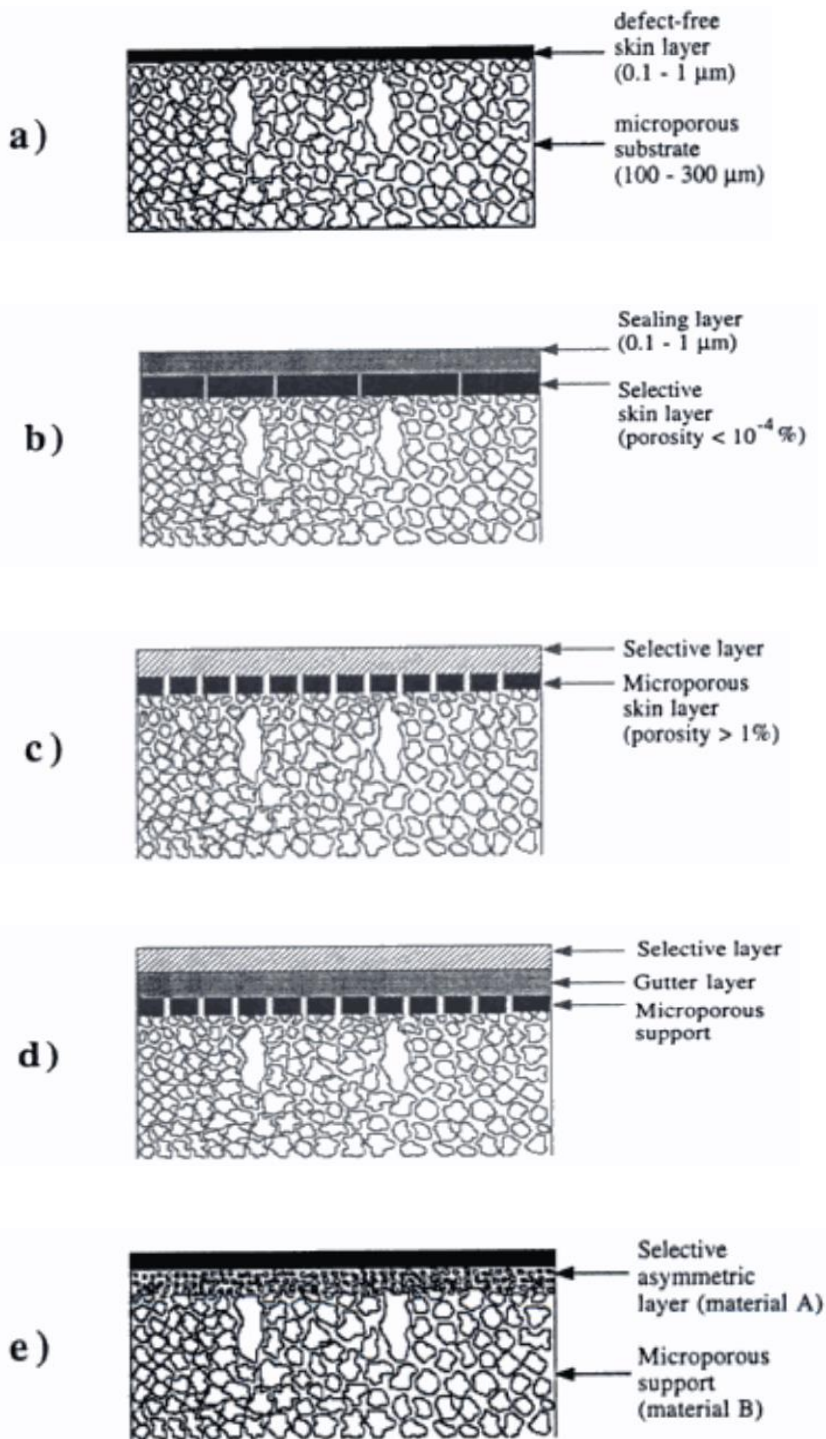 defect-free
skin layer
(0.1 - 1 μm)
a)
microporous
substrate
(100 - 300 μm)
Sealing layer
(0.1 - 1 μm)
b)
Selective
skin layer
(porosity < 10⁻⁴ %)
Selective layer
c)
Microporous
skin layer
(porosity > 1%)
Selective layer
Gutter layer
Microporous
support
d)
Selective
asymmetric
layer (material A)
e)
Microporous
support
(material B)